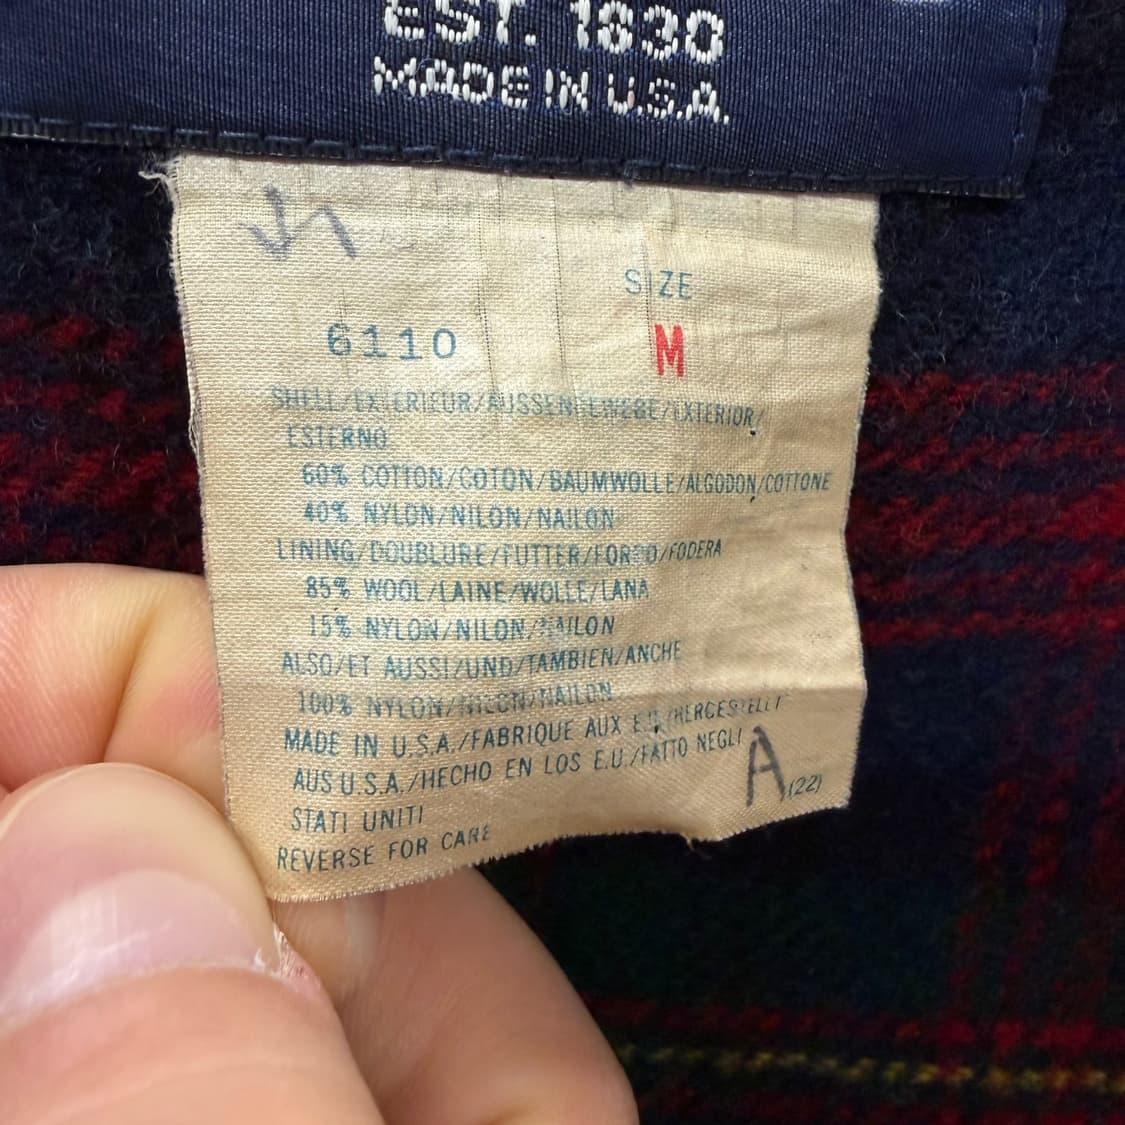 EST. 1830
MADE IN U.S.A.
SIZE
6110 M
SHELL/EXTERIEUR/AUSSENGEWEBE/EXTERIOR/
ESTERNO
60% COTTON/COTON/BAUMWOLLE/ALGODON/COTTONE
40% NYLON/NILON/NAILON
LINING/DOUBLURE/FUTTER/FORRO/FODERA
85% WOOL/LAINE/WOLLE/LANA
15% NYLON/NILON/NAILON
ALSO/ET AUSSI/UND/TAMBIEN/ANCHE
100% NYLON/NILON/NAILON
MADE IN U.S.A./FABRIQUE AUX E.U./HERGESTELLT
AUS U.S.A./HECHO EN LOS E.U./FATTO NEGLI
STATI UNITI
A (22)
REVERSE FOR CARE